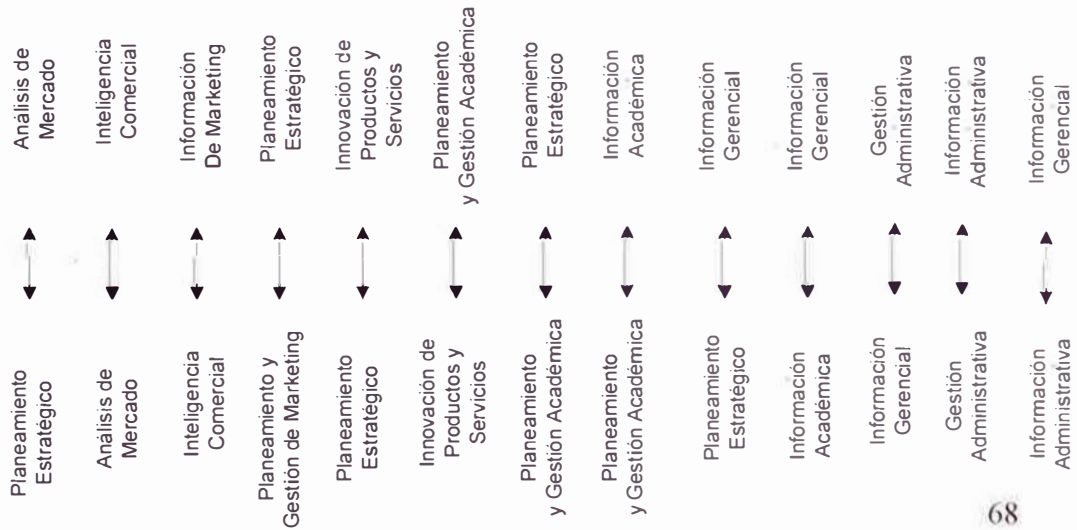 Planeamiento
Estratégico
Análisis de
Mercado
Análisis de
Mercado
Inteligencia
Comercial
Inteligencia
Comercial
Información
De Marketing
Planeamiento y
Gestión de Marketing
Planeamiento
Estratégico
Planeamiento
Estratégico
Innovación de
Productos y
Servicios
Innovación de
Productos y
Servicios
Planeamiento
y Gestión Académica
Planeamiento
y Gestión Académica
Planeamiento
Estratégico
Planeamiento
y Gestión Académica
Información
Académica
Planeamiento
Estratégico
Información
Gerencial
Información
Académica
Información
Gerencial
Información
Gerencial
Gestión
Administrativa
Gestión
Administrativa
Información
Administrativa
Información
Administrativa
Información
Gerencial
68